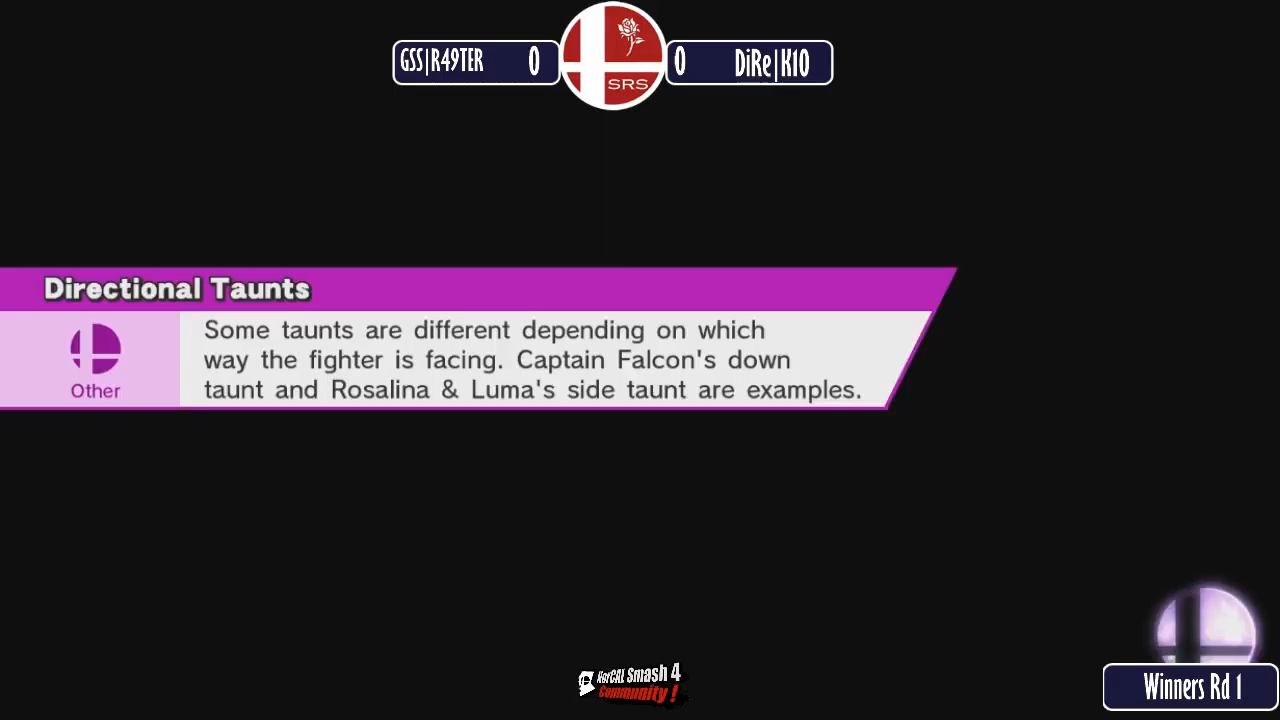 GSS|R49TER 0
0 DiRe|K10
SRS
Directional Taunts
Other
Some taunts are different depending on which
way the fighter is facing. Captain Falcon's down
taunt and Rosalina & Luma's side taunt are examples.
NorCAL Smash 4
Community!
Winners Rd 1